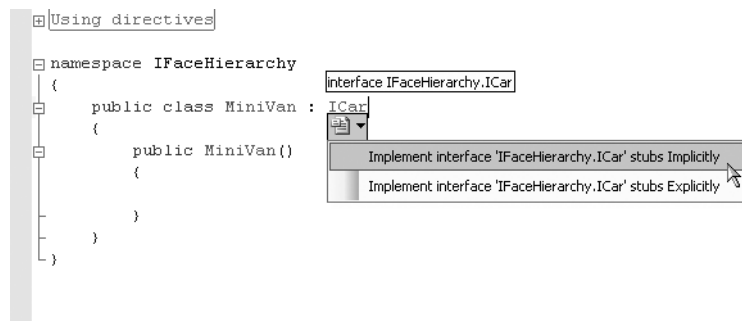 Using directives
namespace IFaceHierarchy
{
interface IFaceHierarchy.ICar
public class MiniVan : ICar
{
public MiniVan()
Implement interface 'IFaceHierarchy.ICar' stubs Implicitly
{
Implement interface 'IFaceHierarchy.ICar' stubs Explicitly
}
}
}